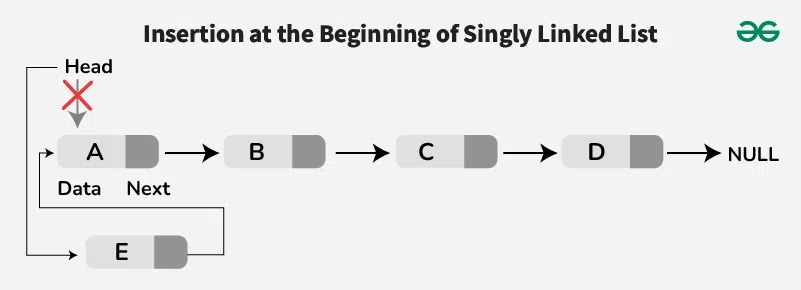 Insertion at the Beginning of Singly Linked List
Head
A B C D NULL
Data Next
E